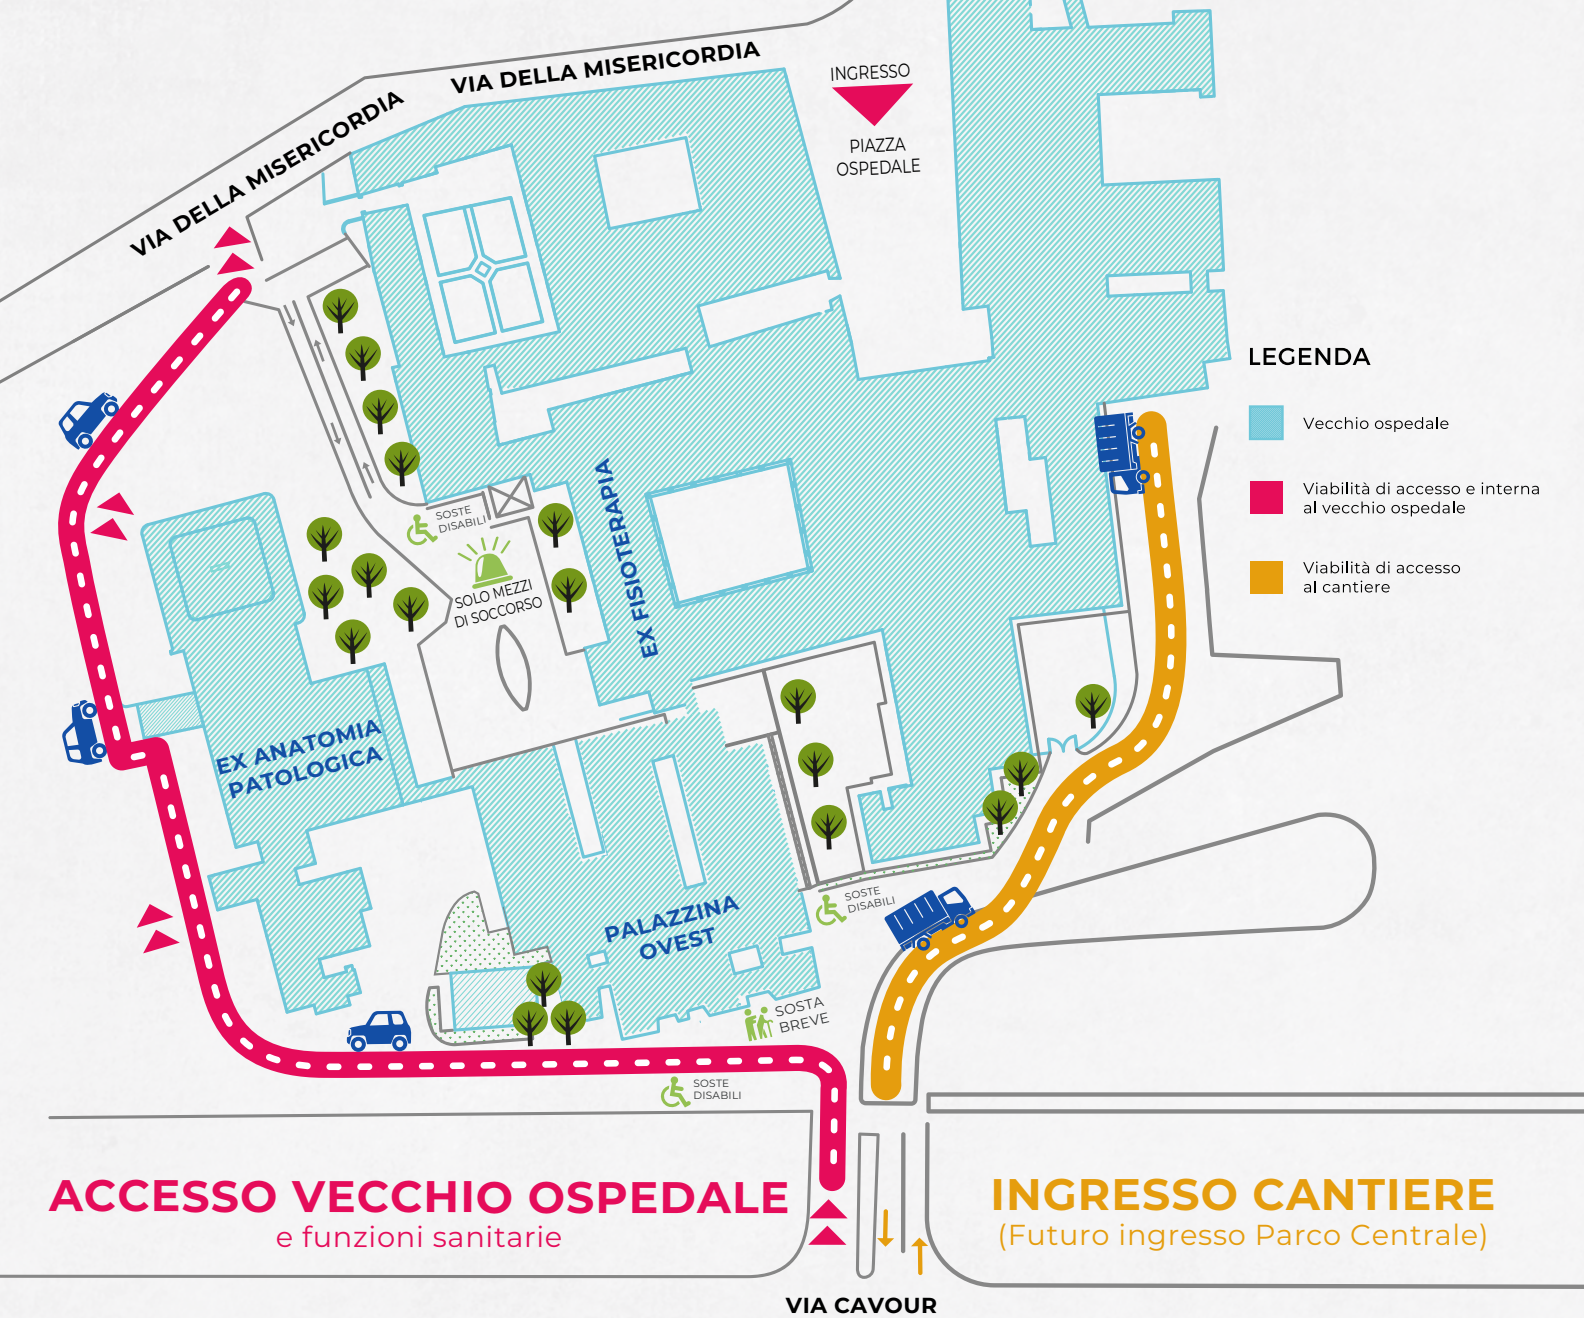 VIA DELLA MISERICORDIA
VIA DELLA MISERICORDIA
INGRESSO
PIAZZA
OSPEDALE
LEGENDA
Vecchio ospedale
Viabilità di accesso e interna
al vecchio ospedale
Viabilità di accesso
al cantiere
SOSTE
DISABILI
SOLO MEZZI
DI SOCCORSO
EX FISIOTERAPIA
EX ANATOMIA
PATOLOGICA
PALAZZINA
OVEST
SOSTE
DISABILI
SOSTA
BREVE
SOSTE
DISABILI
ACCESSO VECCHIO OSPEDALE
e funzioni sanitarie
INGRESSO CANTIERE
(Futuro ingresso Parco Centrale)
VIA CAVOUR